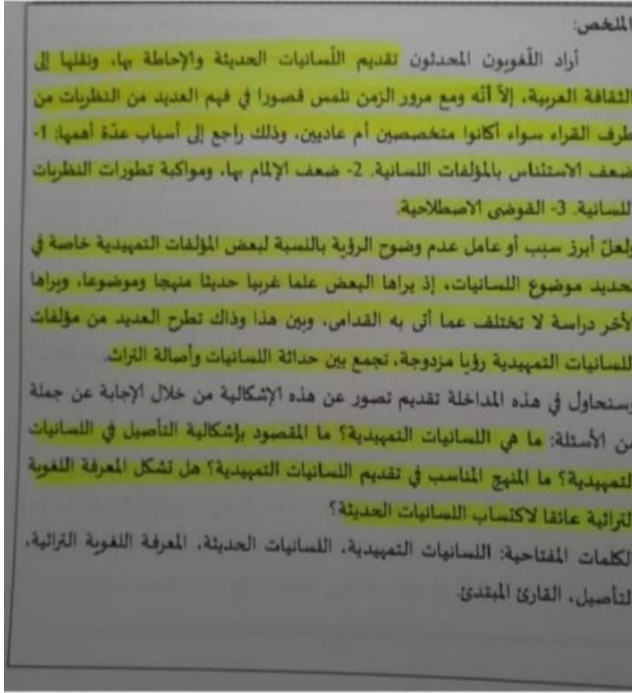 الملخص:
أراد اللّغويون المحدثون تقديم اللّسانيات الحديثة والإحاطة بها، ونقلها إلى
الثقافة العربية، إلاّ أنّه ومع مرور الزمن نلمس قصورا في فهم العديد من النظريات من
طرف القراء سواء أكانوا متخصصين أم عاديين، وذلك راجع إلى أسباب عدّة أهمها: 1-
ضعف الاستئناس بالمؤلفات اللسانية. 2- ضعف الإلمام بها، ومواكبة تطورات النظريات
اللسانية. 3- الفوضى الاصطلاحية.
ولعلّ أبرز سبب أو عامل عدم وضوح الرؤية بالنسبة لبعض المؤلفات التمهيدية خاصة في
تحديد موضوع اللسانيات، إذ يراها البعض علما غربيا حديثا منهجا وموضوعا، ويراها
الآخر دراسة لا تختلف عما أتى به القدامى، وبين هذا وذاك تطرح العديد من مؤلفات
اللسانيات التمهيدية رؤيا مزدوجة، تجمع بين حداثة اللسانيات وأصالة التراث.
وسنحاول في هذه المداخلة تقديم تصور عن هذه الإشكالية من خلال الإجابة عن جملة
من الأسئلة: ما هي اللسانيات التمهيدية؟ ما المقصود بإشكالية التأصيل في اللسانيات
التمهيدية؟ ما المنهج المناسب في تقديم اللسانيات التمهيدية؟ هل تشكل المعرفة اللغوية
التراثية عائقا لاكتساب اللسانيات الحديثة؟
الكلمات المفتاحية: اللسانيات التمهيدية، اللسانيات الحديثة، المعرفة اللغوية التراثية،
التأصيل، القارئ المبتدئ.